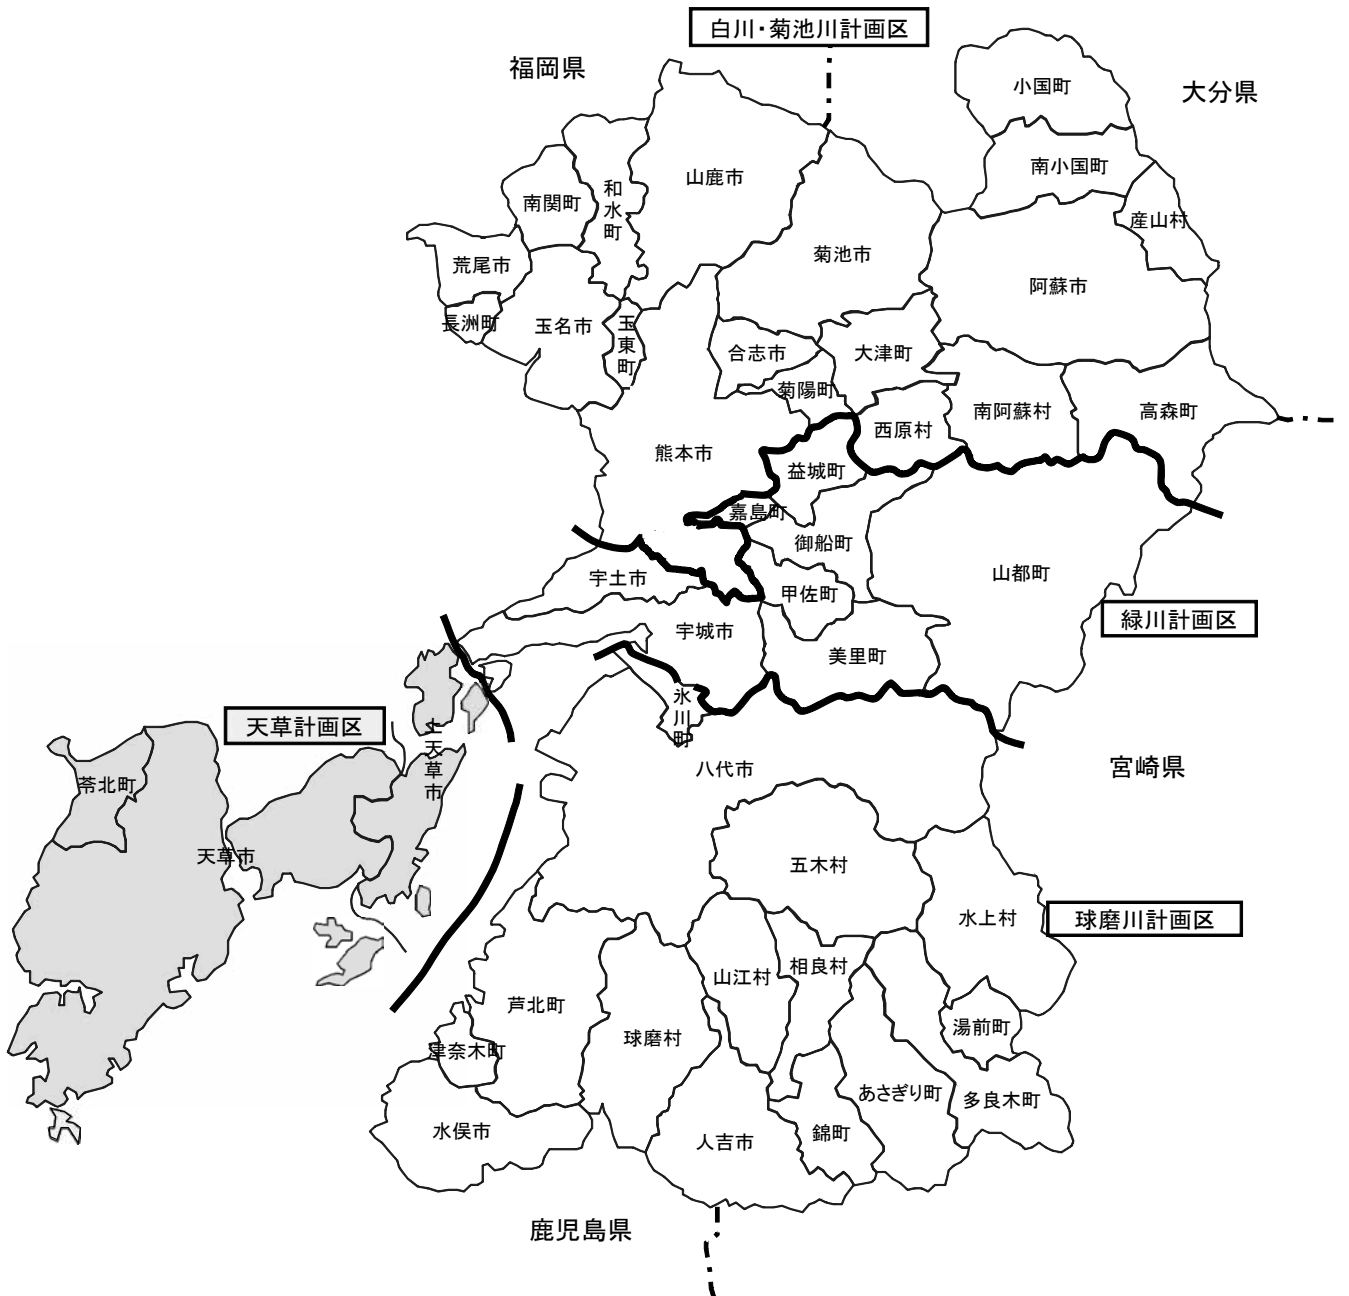 白川・菊池川計画区
福岡県
小国町
大分県
山鹿市
南小国町
和水町
南関町
産山村
菊池市
荒尾市
阿蘇市
長洲町
玉名市
玉東町
合志市
大津町
菊陽町
南阿蘇村
高森町
西原村
熊本市
益城町
嘉島町
御船町
山都町
宇土市
甲佐町
緑川計画区
宇城市
美里町
氷川町
天草計画区
上天草市
八代市
宮崎県
苓北町
天草市
五木村
水上村
球磨川計画区
山江村
相良村
芦北町
湯前町
球磨村
津奈木町
あさぎり町
多良木町
水俣市
人吉市
錦町
鹿児島県